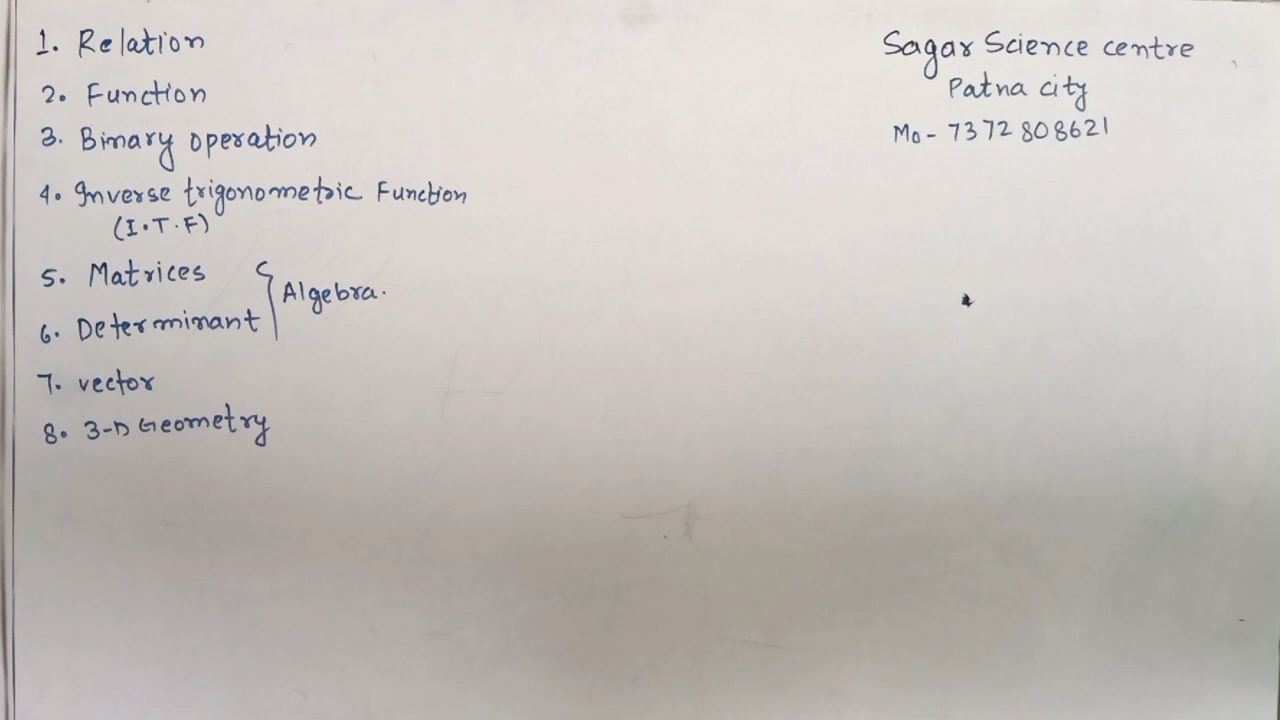 1. Relation
2. Function
3. Binary operation
4. Inverse trigonometric Function
(I.T.F)
5. Matrices
6. Determinant
Algebra.
7. vector
8. 3-D Geometry
Sagar Science centre
Patna city
Mo- 7372808621